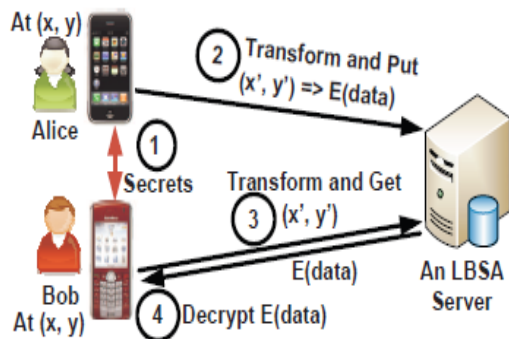 At (x, y)
Alice
1
Secrets
2
Transform and Put
(x', y') => E(data)
Transform and Get
3
(x', y')
E(data)
An LBSA
Server
Bob
At (x, y)
4
Decrypt E(data)